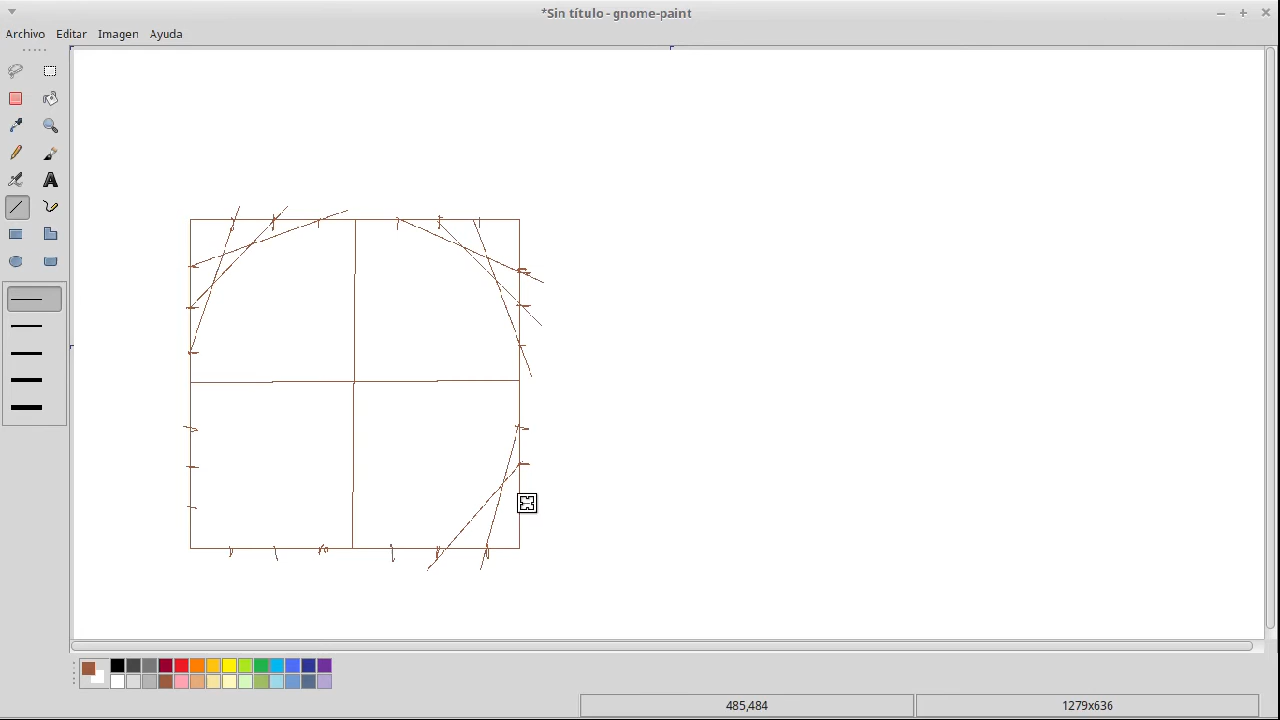 *Sin título - gnome-paint
Archivo Editar Imagen Ayuda
A
485,484 1279x636